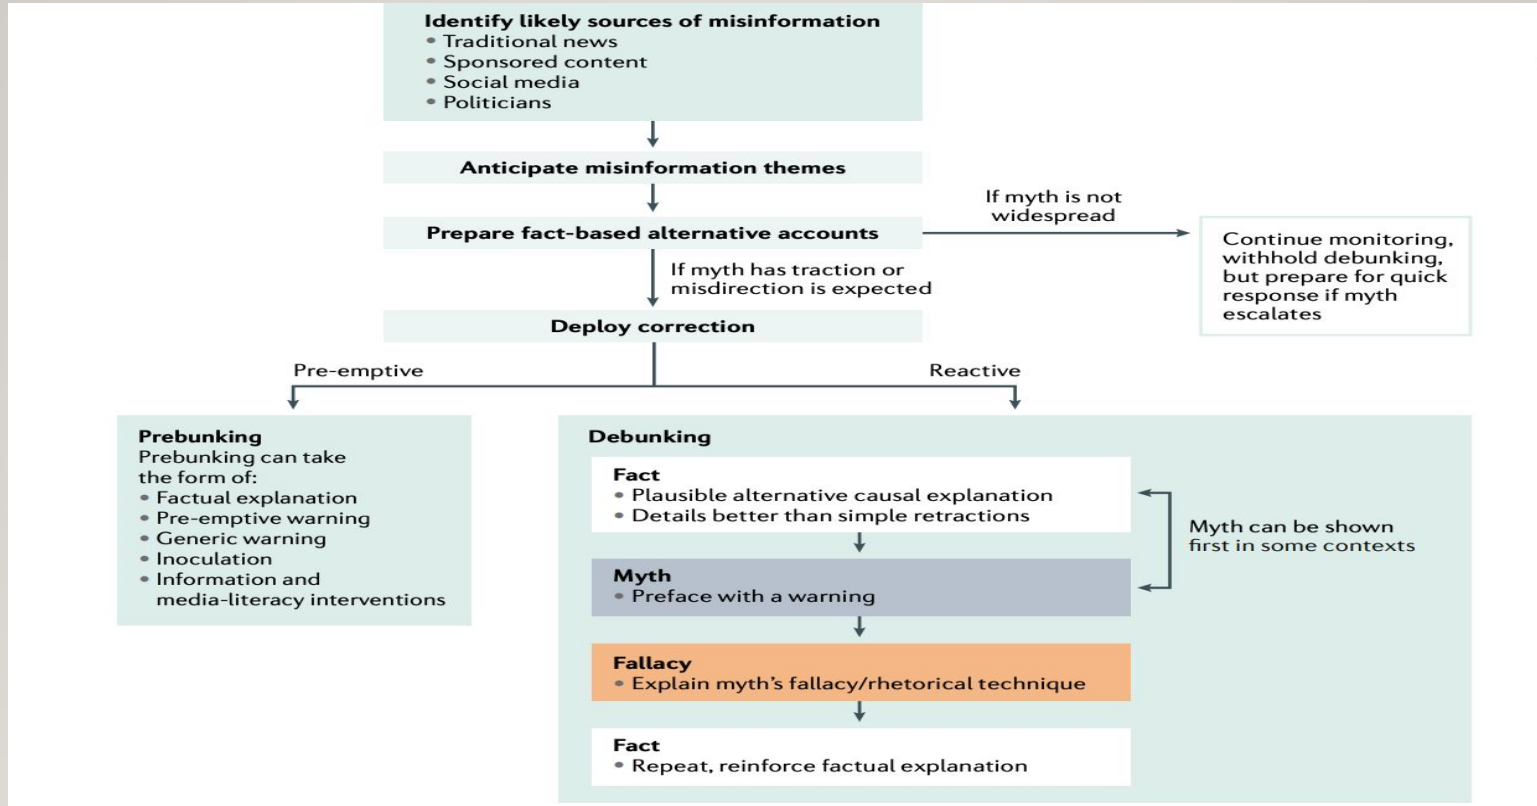 Identify likely sources of misinformation
• Traditional news
• Sponsored content
• Social media
• Politicians
Anticipate misinformation themes
Prepare fact-based alternative accounts
If myth is not
widespread
Continue monitoring,
withhold debunking,
but prepare for quick
response if myth
escalates
If myth has traction or
misdirection is expected
Deploy correction
Pre-emptive
Reactive
Prebunking
Prebunking can take
the form of:
• Factual explanation
• Pre-emptive warning
• Generic warning
• Inoculation
• Information and
media-literacy interventions
Debunking
Fact
• Plausible alternative causal explanation
• Details better than simple retractions
Myth can be shown
first in some contexts
Myth
• Preface with a warning
Fallacy
• Explain myth’s fallacy/rhetorical technique
Fact
• Repeat, reinforce factual explanation